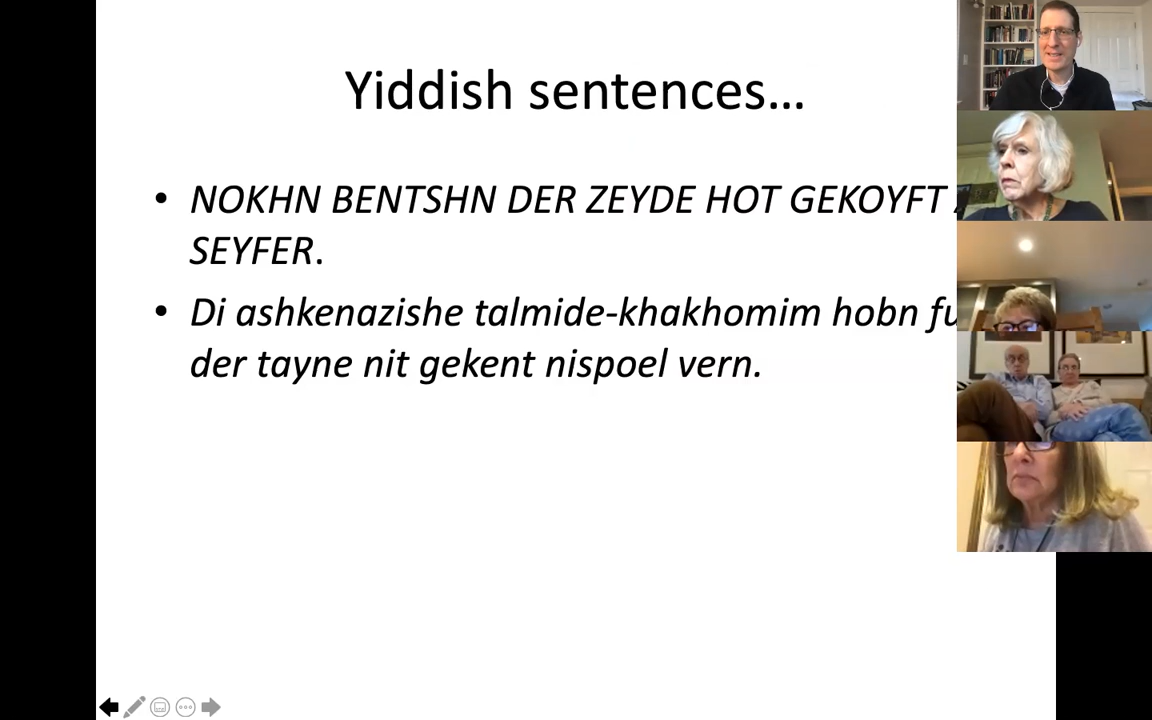 Yiddish sentences…
• NOKHN BENTSHN DER ZEYDE HOT GEKOYFT
SEYFER.
• Di ashkenazishe talmide-khakhomim hobn
der tayne nit gekent nispoel vern.